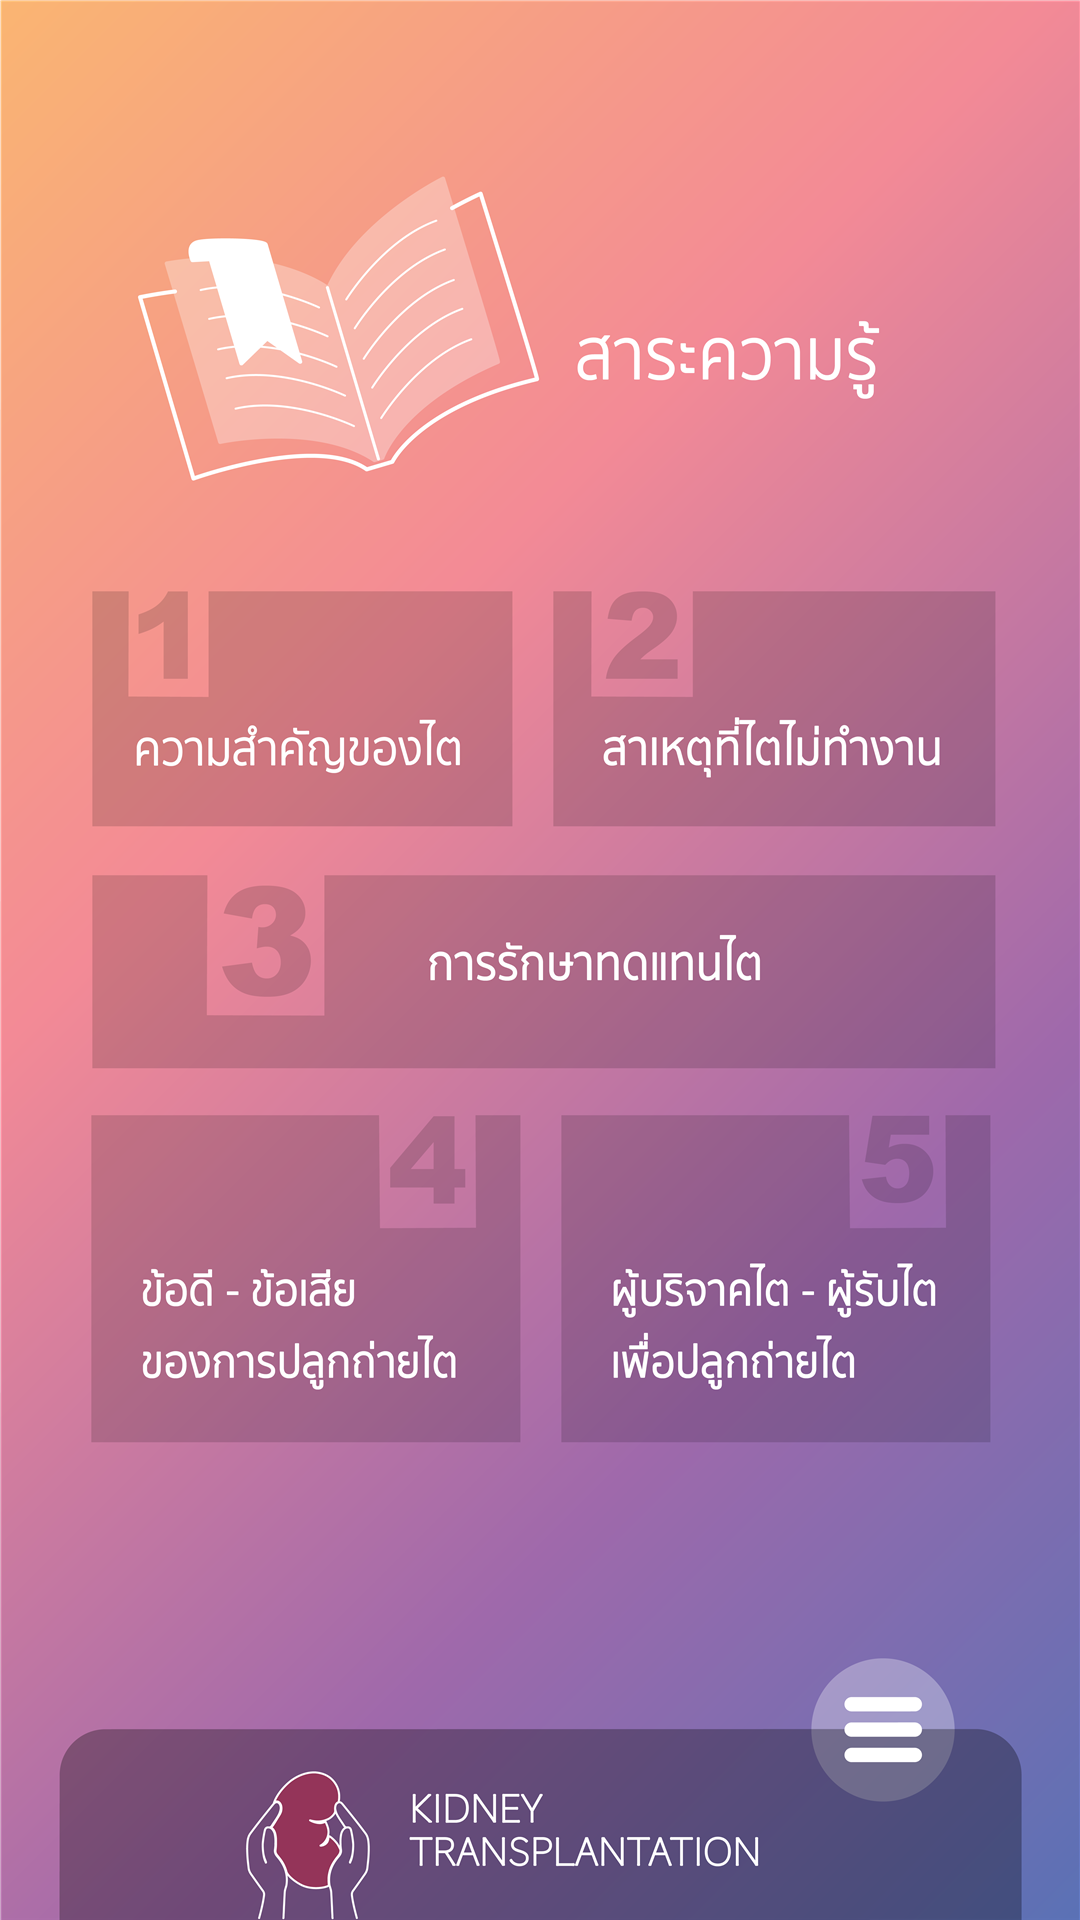 สาระความรู้
1
ความสำคัญของไต
2
สาเหตุที่ไตไม่ทำงาน
3
การรักษาทดแทนไต
4
ข้อดี - ข้อเสีย
ของการปลูกถ่ายไต
5
ผู้บริจาคไต - ผู้รับไต
เพื่อปลูกถ่ายไต
KIDNEY
TRANSPLANTATION